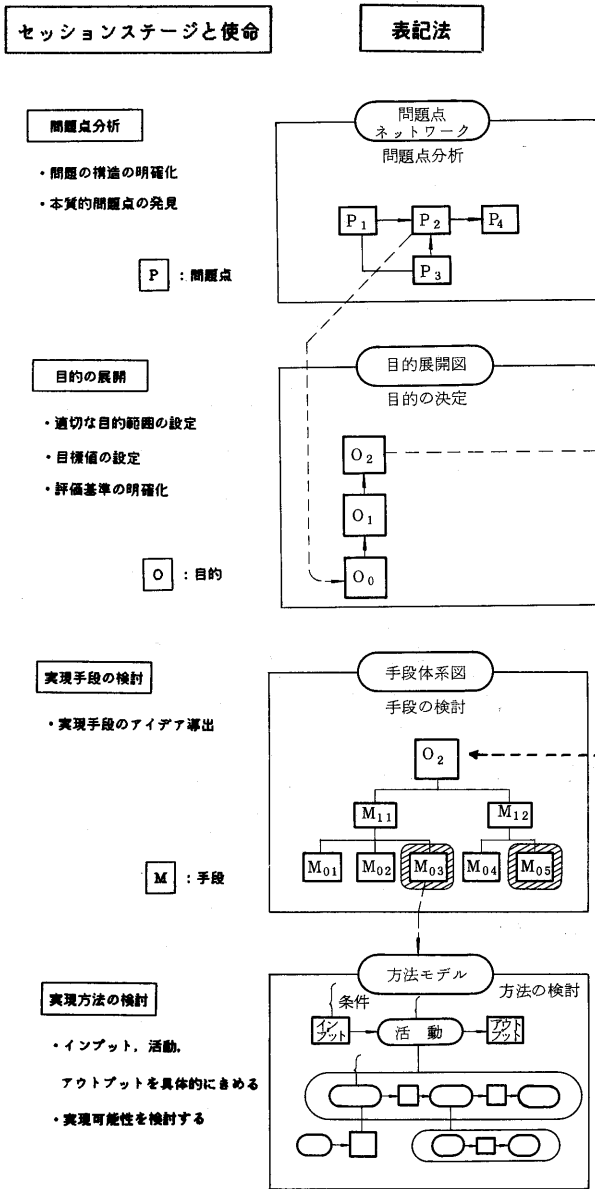 セッションステージと使命
表記法
問題点分析
・問題の構造の明確化
・本質的問題点の発見
P : 問題点
問題点
ネットワーク
問題点分析
P1
P2
P4
P3
目的の展開
・適切な目的範囲の設定
・目標値の設定
・評価基準の明確化
O : 目的
目的展開図
目的の決定
O2
O1
O0
実現手段の検討
・実現手段のアイデア導出
M : 手段
手段体系図
手段の検討
O2
M11
M12
M01
M02
M03
M04
M05
実現方法の検討
・インプット，活動，
アウトプットを具体的にきめる
・実現可能性を検討する
方法モデル
方法の検討
条件
イン
プット
活動
アウト
プット